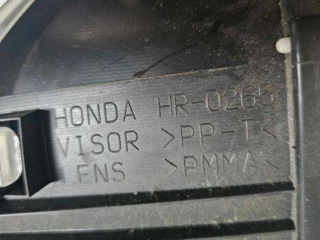 HONDA HR-0265
VISOR >PP-T<
LENS >PMMA<